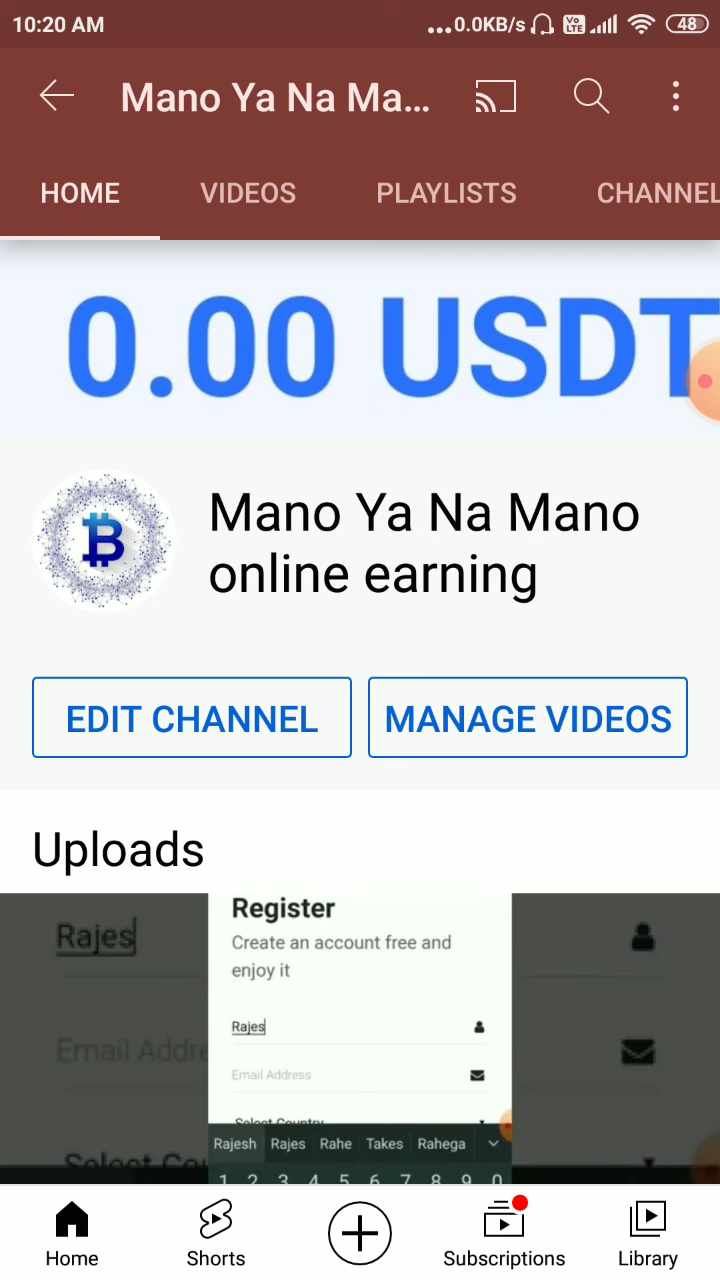 10:20 AM
...0.0KB/s
Vo LTE
48
Mano Ya Na Ma...
HOME
VIDEOS
PLAYLISTS
CHANNEL
0.00 USDT
Mano Ya Na Mano
online earning
EDIT CHANNEL
MANAGE VIDEOS
Uploads
Register
Create an account free and
enjoy it
Rajes
Rajes
Email Addre
Email Address
Select Country
Select Cou
Rajesh Rajes Rahe Takes Rahega
1 2 3 4 5 6 7 8 9 0
Home
Shorts
Subscriptions
Library